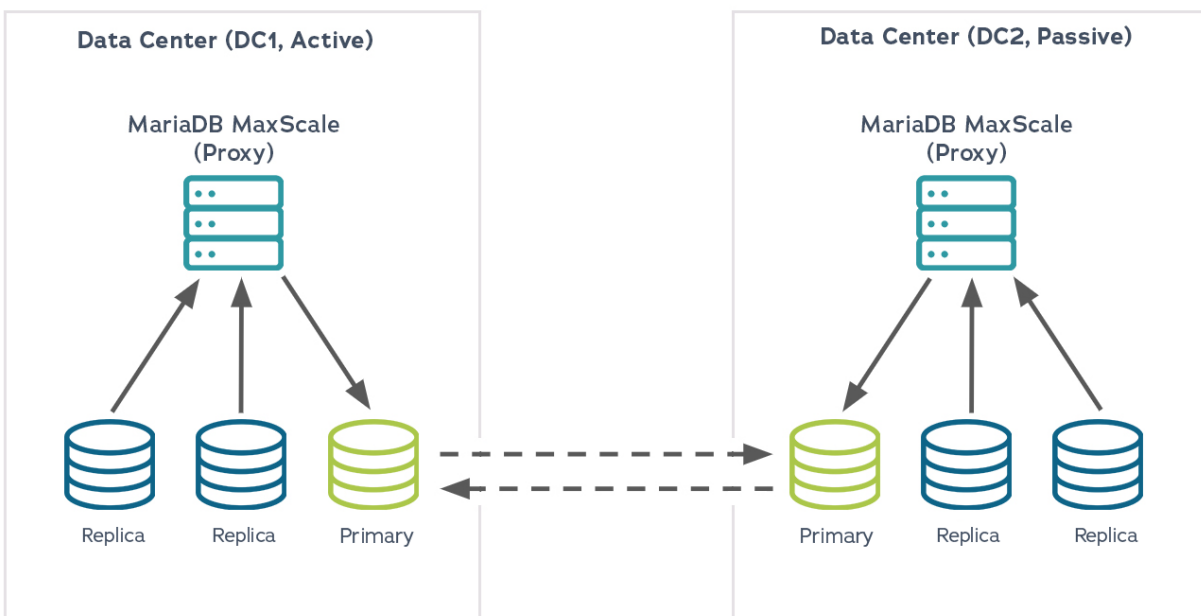 Data Center (DC1, Active)
MariaDB MaxScale
(Proxy)
Replica
Replica
Primary
Data Center (DC2, Passive)
MariaDB MaxScale
(Proxy)
Primary
Replica
Replica